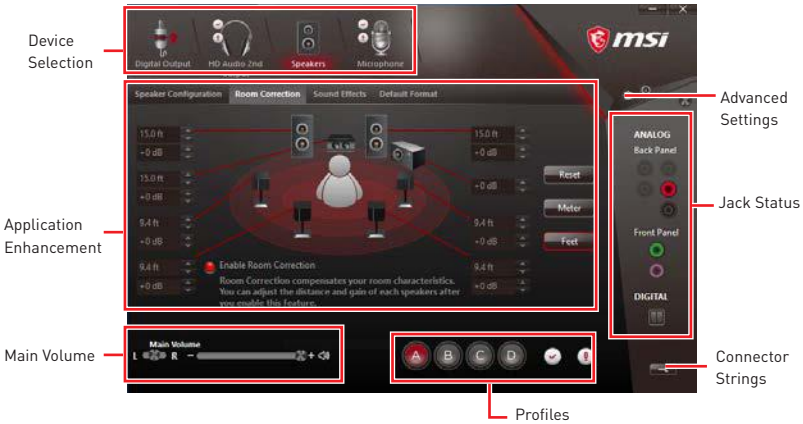 Device
Selection
Digital Output
HD Audio 2nd
Output
Speakers
Microphone
msi
Speaker Configuration
Room Correction
Sound Effects
Default Format
Advanced
Settings
15.0 ft
+0 dB
15.0 ft
+0 dB
9.4 ft
+0 dB
9.4 ft
+0 dB
15.0 ft
+0 dB
+0 dB
9.4 ft
+0 dB
9.4 ft
+0 dB
Reset
Meter
Feet
Enable Room Correction
Room Correction compensates your room characteristics.
You can adjust the distance and gain of each speakers after
you enable this feature.
ANALOG
Back Panel
Front Panel
DIGITAL
Jack Status
Application
Enhancement
Main Volume
Main Volume
L R - +
A B C D
Profiles
Connector
Strings